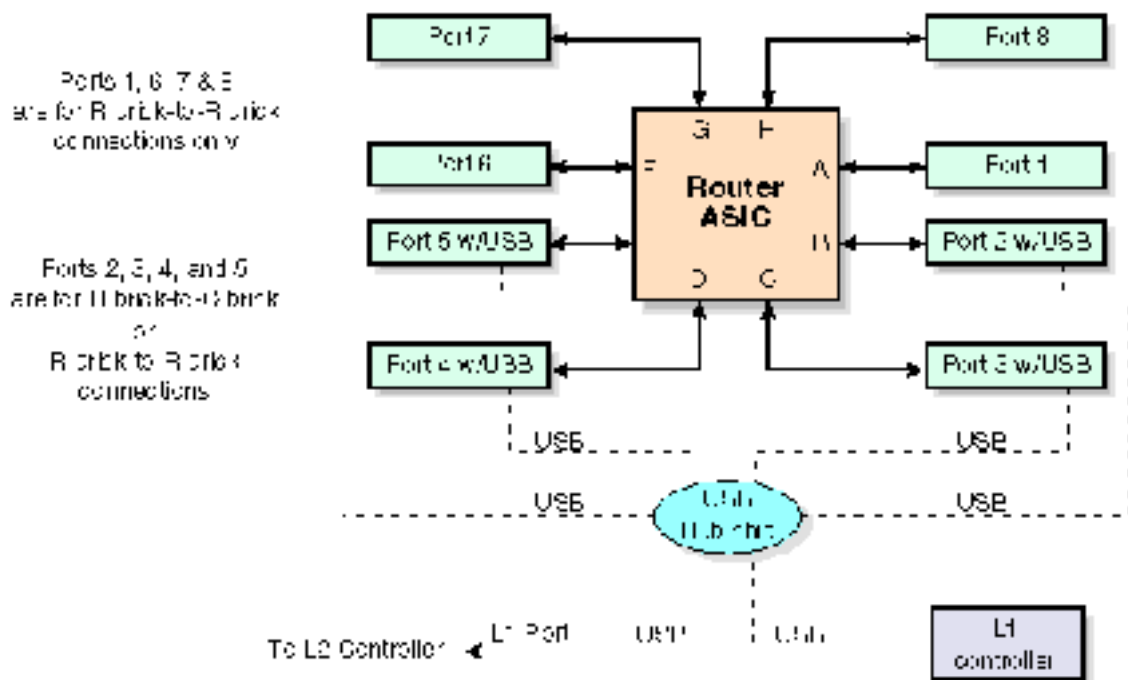 Port 7
Port 8
Ports 1, 6, 7 & 8
are for R brick-to-R brick
connections only
G H
Port 6
F
A
Port 1
Router
ASIC
Port 5 w/USB
B
Port 2 w/USB
Ports 2, 3, 4, and 5
are for R brick-to-C brick
or
R brick to R brick
connections
D C
Port 4 w/USB
Port 3 w/USB
USB
USB
USB
USB
USB
Hub chip
To L2 Controller
L1 Port
USB
USB
L1
controller